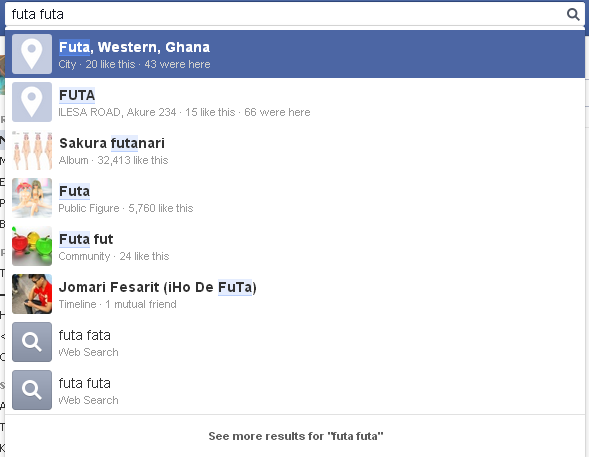 futa futa
Futa, Western, Ghana
City · 20 like this · 43 were here
FUTA
ILESA ROAD, Akure 234 · 15 like this · 66 were here
Sakura futanari
Album · 32,413 like this
Futa
Public Figure · 5,760 like this
Futa fut
Community · 24 like this
Jomari Fesarit (iHo De FuTa)
Timeline · 1 mutual friend
futa fata
Web Search
futa futa
Web Search
See more results for "futa futa"